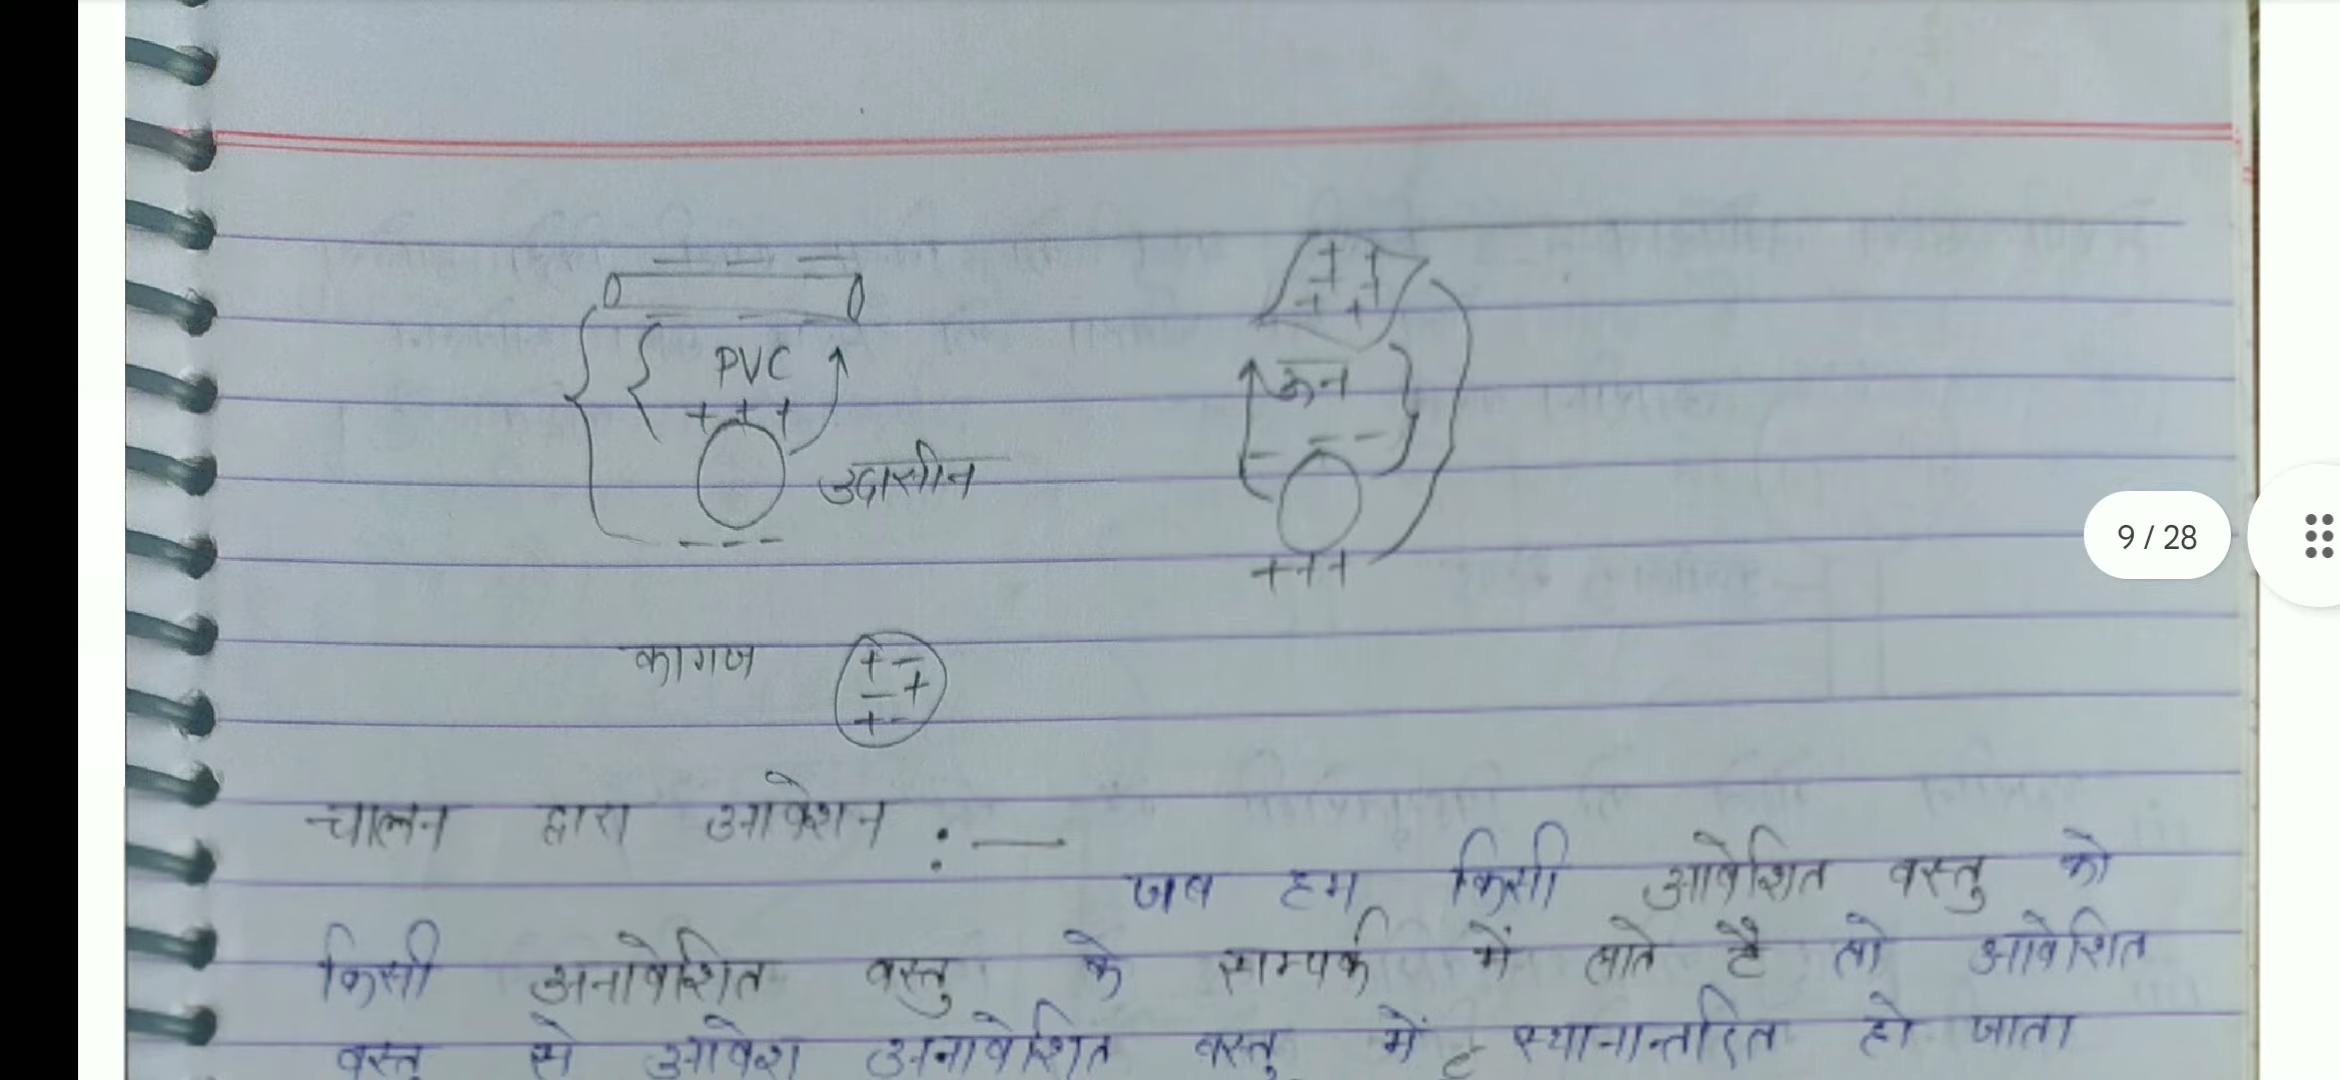 PVC
उदासीन
ऊन
कागज
चालन द्वारा आवेशन :—
जब हम किसी आवेशित वस्तु को
किसी अनावेशित वस्तु के सम्पर्क में लाते है तो आवेशित
वस्तु से आवेश अनावेशित वस्तु में स्थानान्तरित हो जाता
9 / 28